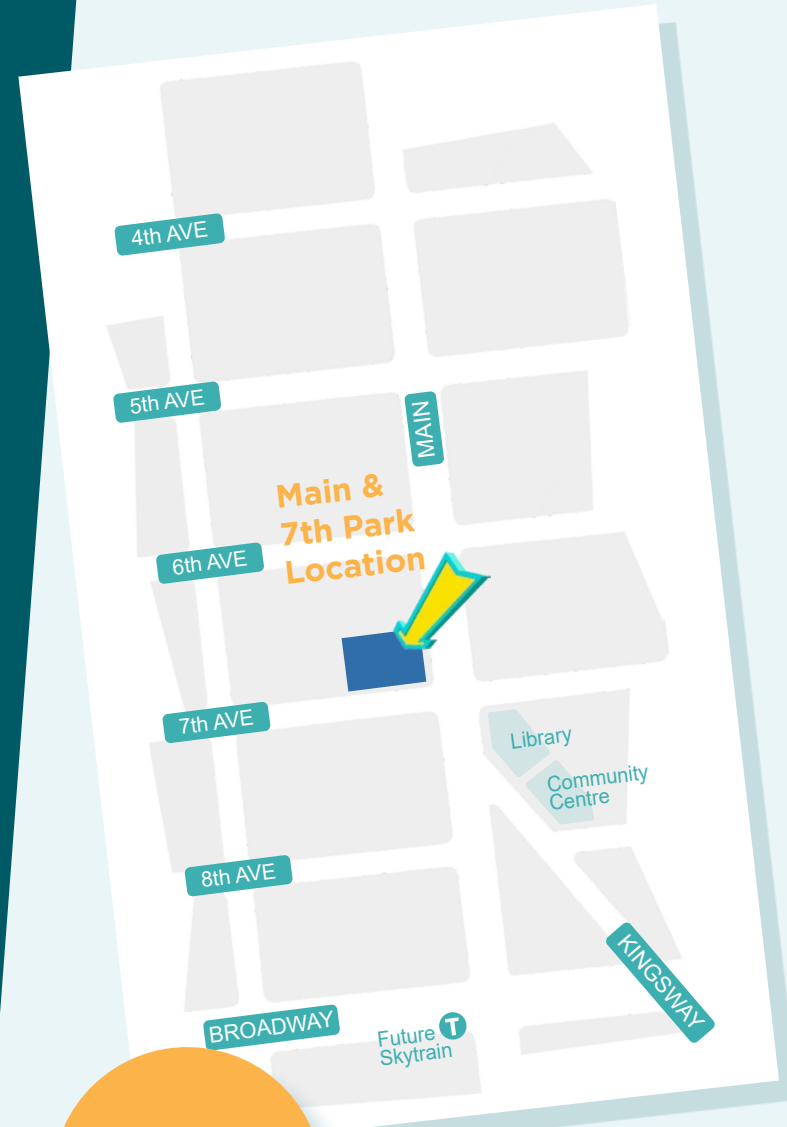 4th AVE
5th AVE
MAIN
Main &
7th Park
Location
6th AVE
7th AVE
Library
Community
Centre
8th AVE
KINGSWAY
BROADWAY
Future T
Skytrain